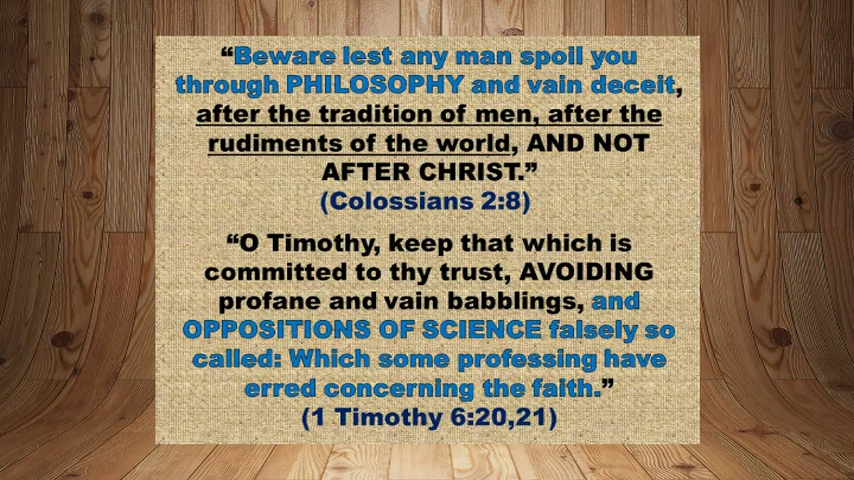 “Beware lest any man spoil you
through PHILOSOPHY and vain deceit,
after the tradition of men, after the
rudiments of the world, AND NOT
AFTER CHRIST.”
(Colossians 2:8)
“O Timothy, keep that which is
committed to thy trust, AVOIDING
profane and vain babblings, and
OPPOSITIONS OF SCIENCE falsely so
called: Which some professing have
erred concerning the faith.”
(1 Timothy 6:20,21)